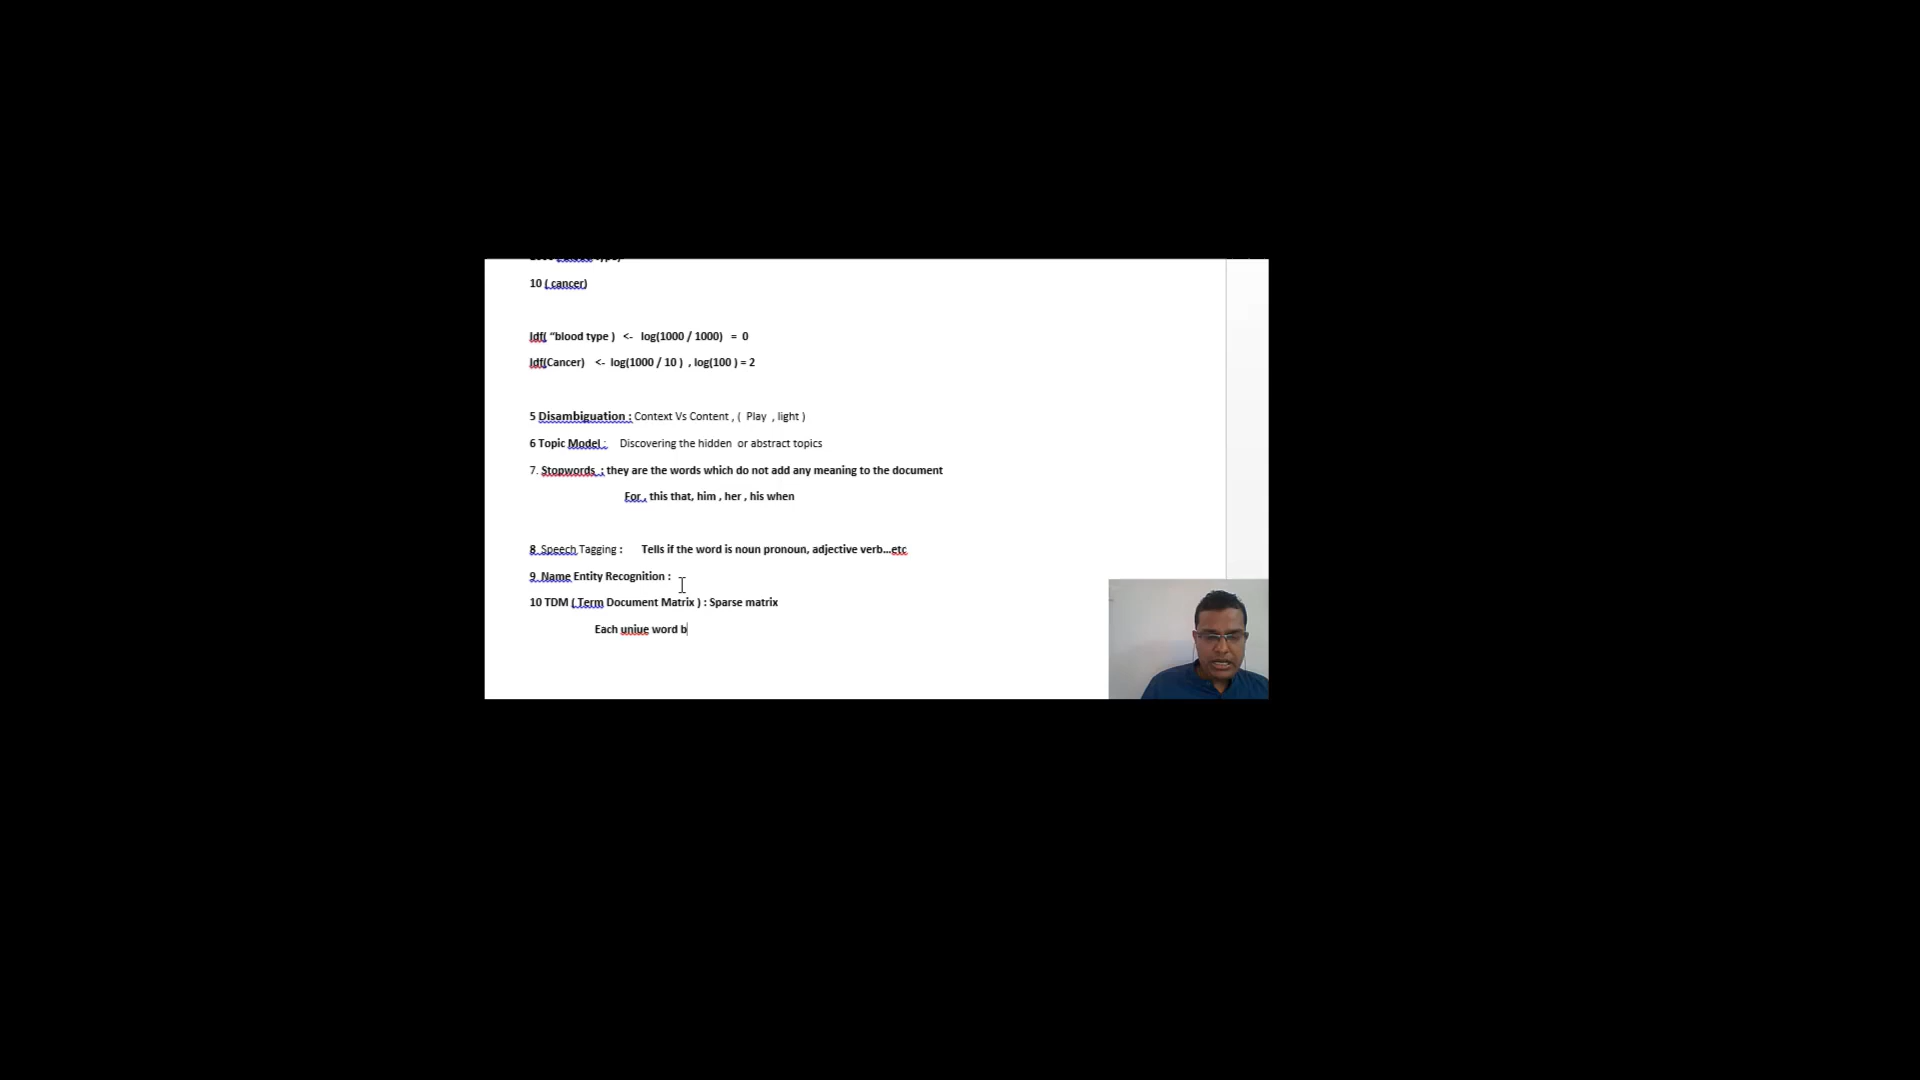 10 ( cancer)
Idf( “blood type ) <- log(1000 / 1000) = 0
Idf(Cancer) <- log(1000 / 10 ) , log(100 ) = 2
5 Disambiguation : Context Vs Content , ( Play , light )
6 Topic Model : Discovering the hidden or abstract topics
7. Stopwords : they are the words which do not add any meaning to the document
For , this that, him , her , his when
8 Speech Tagging : Tells if the word is noun pronoun, adjective verb...etc
9 Name Entity Recognition :
10 TDM ( Term Document Matrix ) : Sparse matrix
Each uniue word b